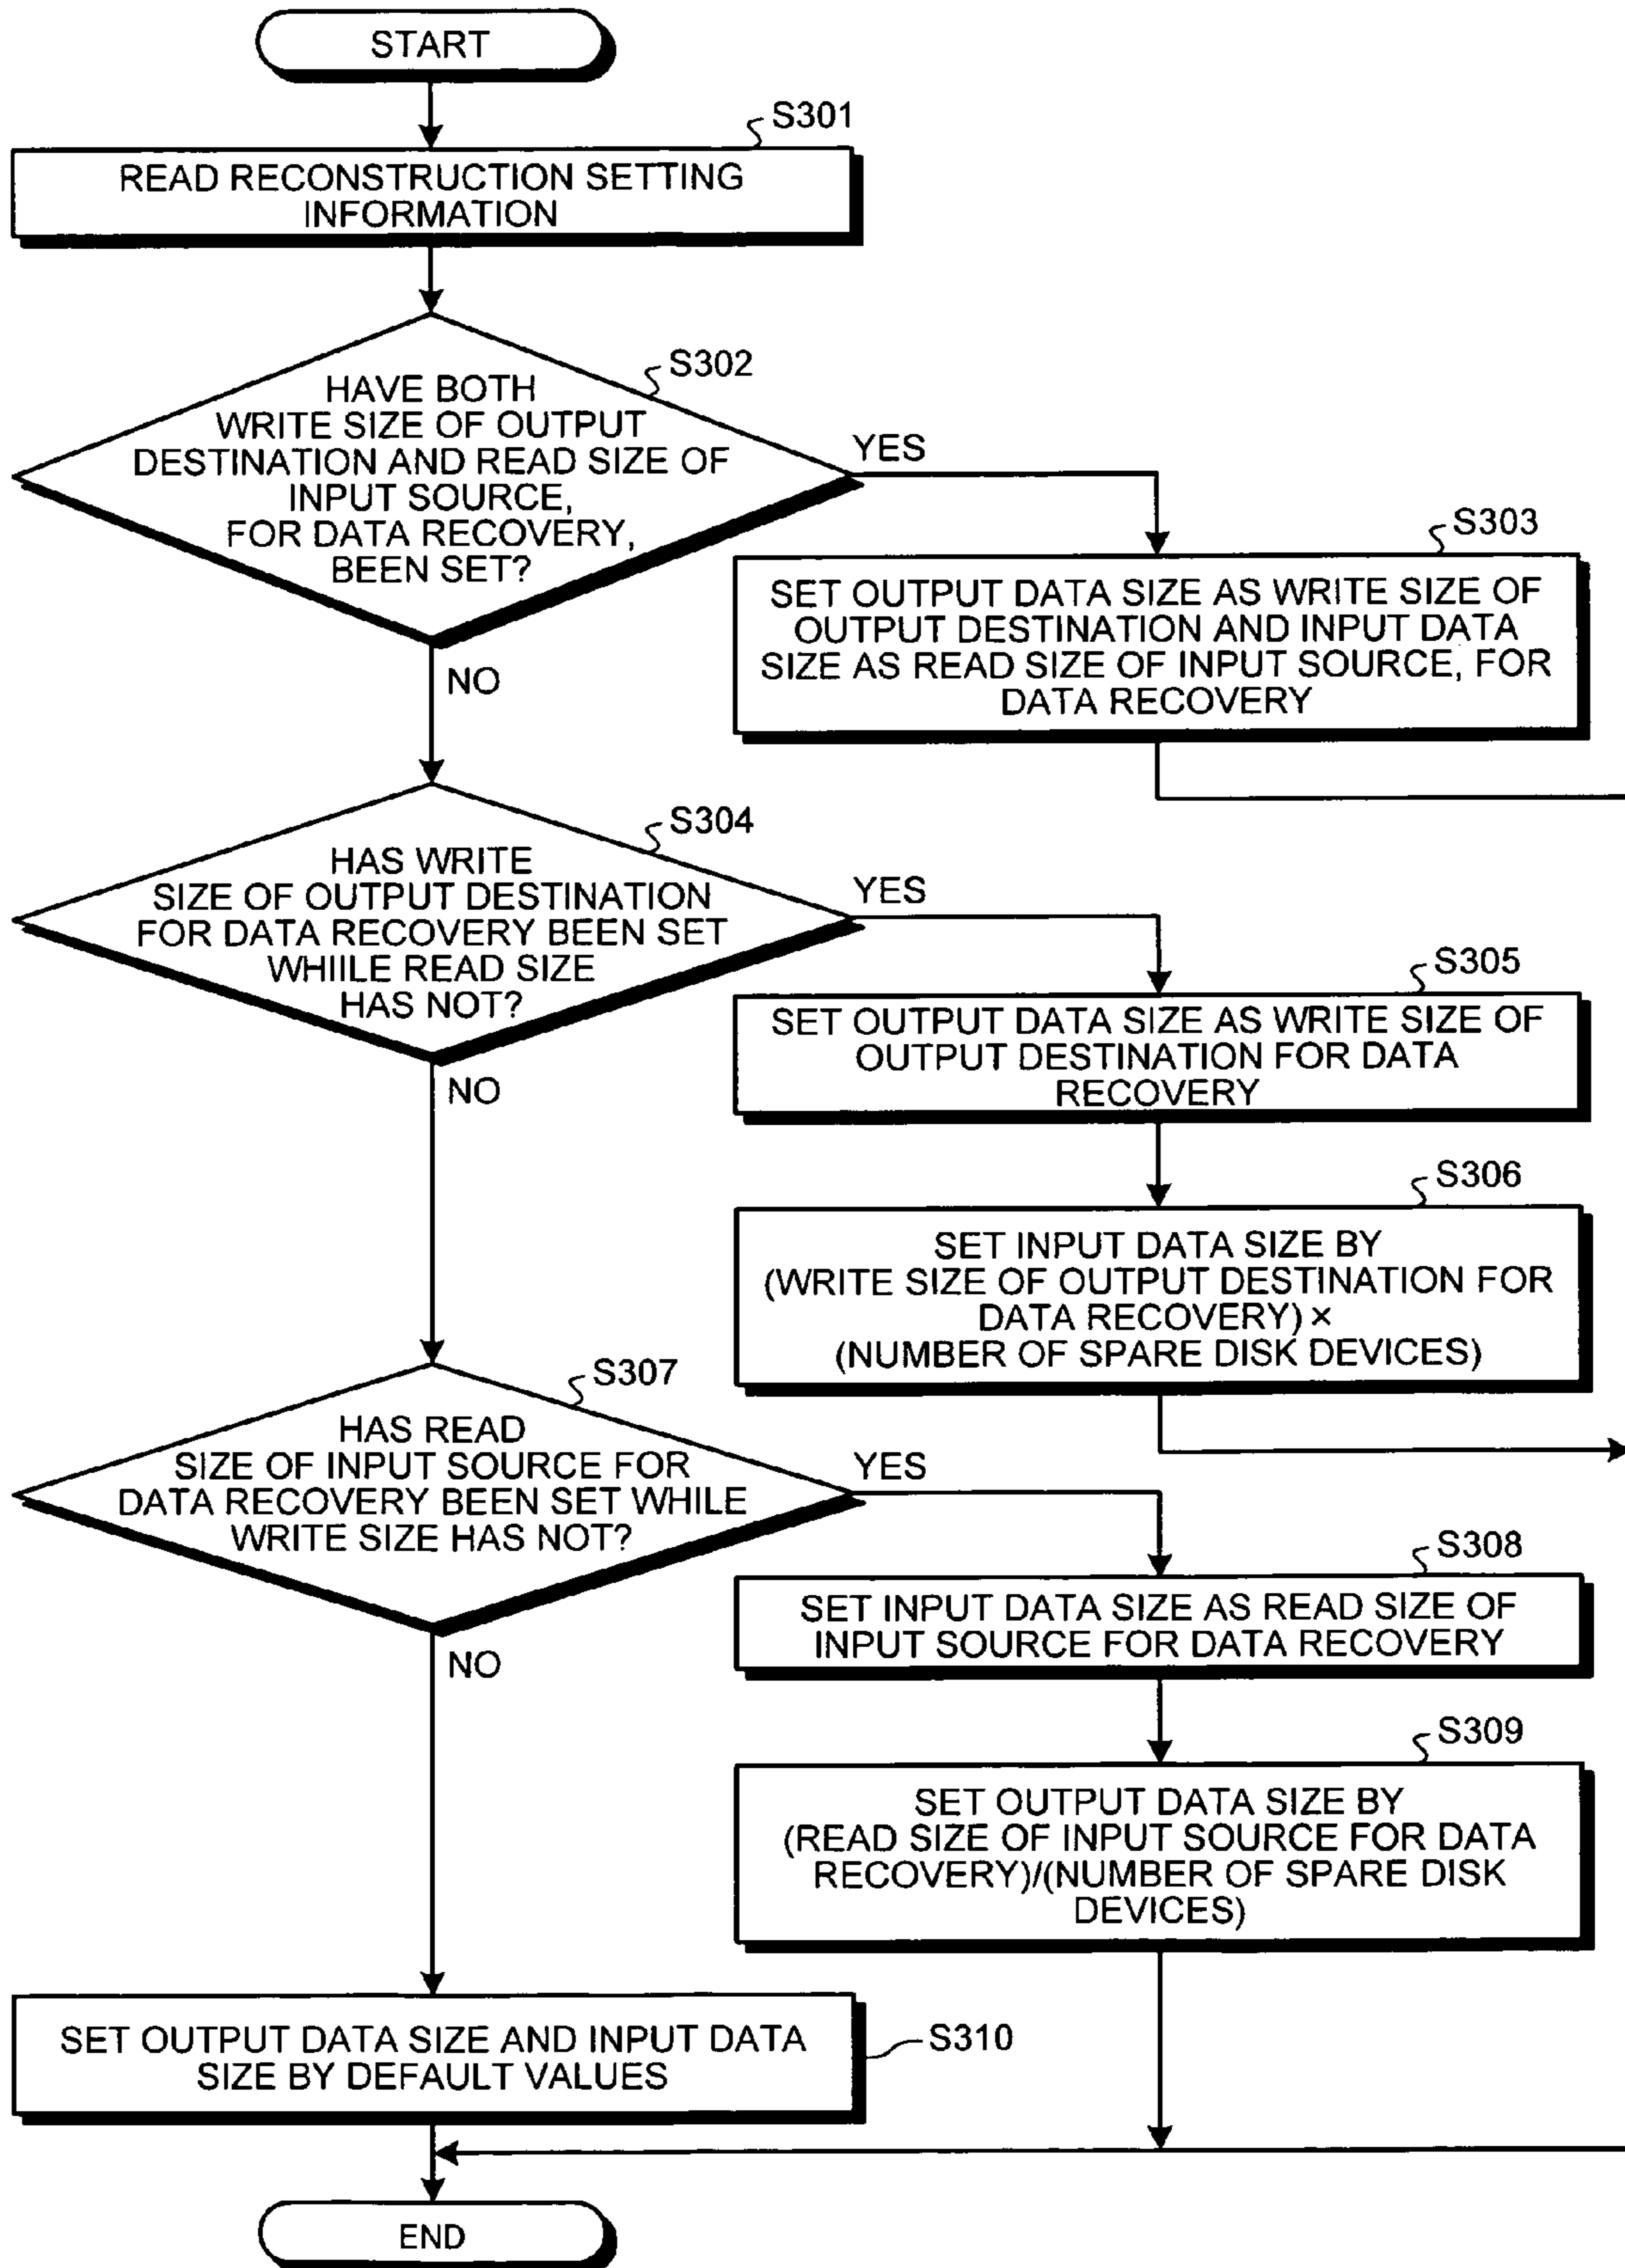 START
S301
READ RECONSTRUCTION SETTING
INFORMATION
S302
HAVE BOTH
WRITE SIZE OF OUTPUT
DESTINATION AND READ SIZE OF
INPUT SOURCE,
FOR DATA RECOVERY,
BEEN SET?
YES
NO
S303
SET OUTPUT DATA SIZE AS WRITE SIZE OF
OUTPUT DESTINATION AND INPUT DATA
SIZE AS READ SIZE OF INPUT SOURCE, FOR
DATA RECOVERY
S304
HAS WRITE
SIZE OF OUTPUT DESTINATION
FOR DATA RECOVERY BEEN SET
WHIILE READ SIZE
HAS NOT?
YES
NO
S305
SET OUTPUT DATA SIZE AS WRITE SIZE OF
OUTPUT DESTINATION FOR DATA
RECOVERY
S306
SET INPUT DATA SIZE BY
(WRITE SIZE OF OUTPUT DESTINATION FOR
DATA RECOVERY) ×
(NUMBER OF SPARE DISK DEVICES)
S307
HAS READ
SIZE OF INPUT SOURCE FOR
DATA RECOVERY BEEN SET WHILE
WRITE SIZE HAS NOT?
YES
NO
S308
SET INPUT DATA SIZE AS READ SIZE OF
INPUT SOURCE FOR DATA RECOVERY
S309
SET OUTPUT DATA SIZE BY
(READ SIZE OF INPUT SOURCE FOR DATA
RECOVERY)/(NUMBER OF SPARE DISK
DEVICES)
SET OUTPUT DATA SIZE AND INPUT DATA
SIZE BY DEFAULT VALUES
S310
END